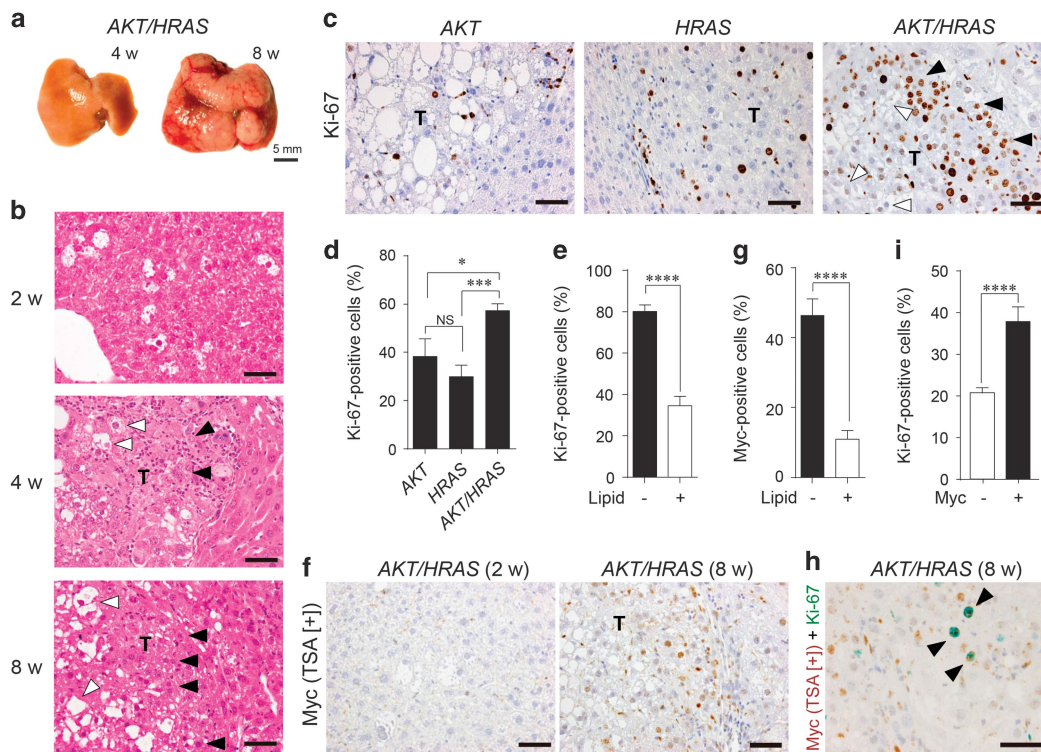 a
AKT/HRAS
4 w
8 w
5 mm
b
2 w
4 w
T
8 w
T
c
AKT
HRAS
AKT/HRAS
Ki-67
T
T
T
d
Ki-67-positive cells (%)
80
60
40
20
0
*
***
NS
AKT
HRAS
AKT/HRAS
e
Ki-67-positive cells (%)
100
80
60
40
20
0
****
Lipid - +
g
Myc-positive cells (%)
60
40
20
0
****
Lipid - +
i
Ki-67-positive cells (%)
50
40
30
20
10
0
****
Myc - +
f
AKT/HRAS (2 w)
AKT/HRAS (8 w)
Myc (TSA [+])
T
h
AKT/HRAS (8 w)
Myc (TSA [+]) + Ki-67